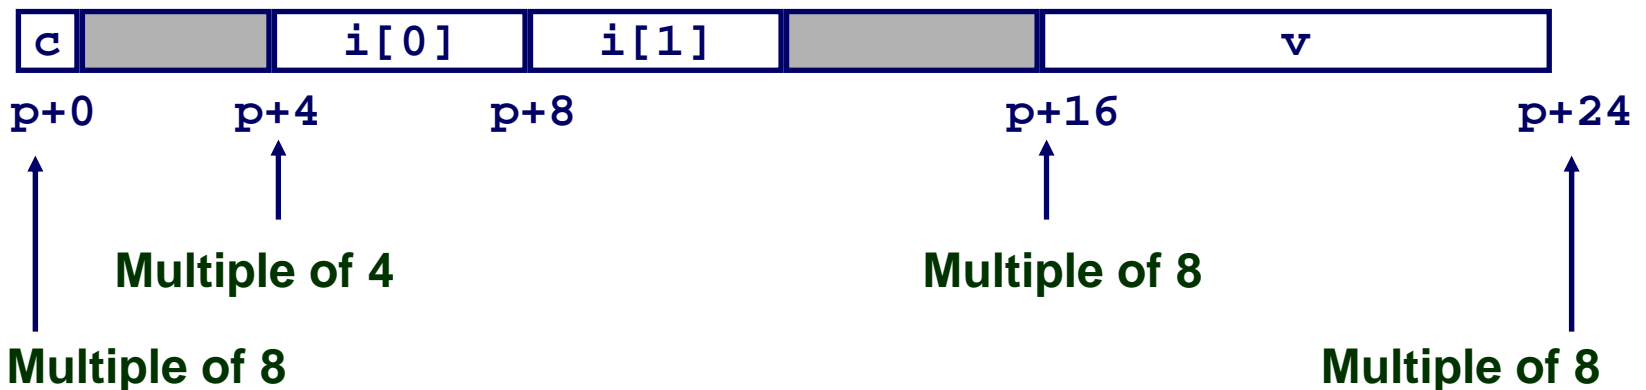 c i[0] i[1] v
p+0 p+4 p+8 p+16 p+24
Multiple of 4 Multiple of 8
Multiple of 8 Multiple of 8